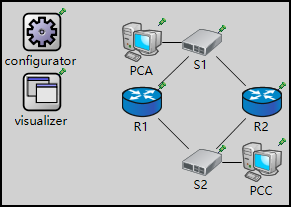 configurator
visualizer
PCA
S1
R1
R2
S2
PCC